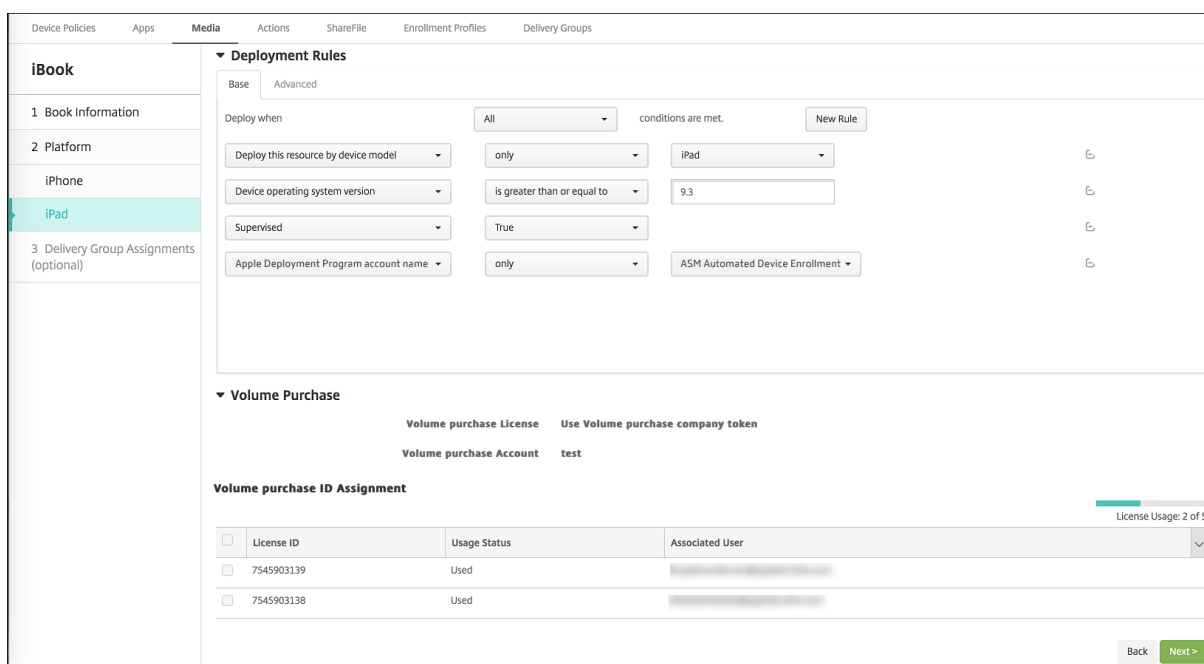 Device Policies Apps Media Actions ShareFile Enrollment Profiles Delivery Groups
iBook
1 Book Information
2 Platform
iPhone
iPad
3 Delivery Group Assignments
(optional)
Deployment Rules
Base Advanced
Deploy when All conditions are met. New Rule
Deploy this resource by device model only iPad
Device operating system version is greater than or equal to 9.3
Supervised True
Apple Deployment Program account name only ASM Automated Device Enrollment
Volume Purchase
Volume purchase License Use Volume purchase company token
Volume purchase Account test
Volume purchase ID Assignment
License Usage: 2 of 5
License ID Usage Status Associated User
7545903139 Used
7545903138 Used
Back Next >